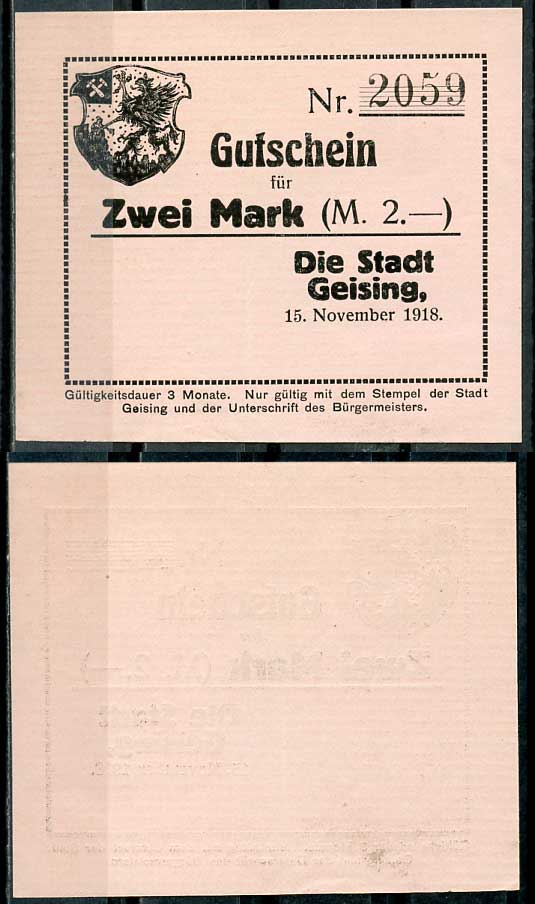 Nr. 2059
Gutschein
für
Zwei Mark (M. 2.—)
Die Stadt
Geising,
15. November 1918.
Gültigkeitsdauer 3 Monate. Nur gültig mit dem Stempel der Stadt
Geising und der Unterschrift des Bürgermeisters.